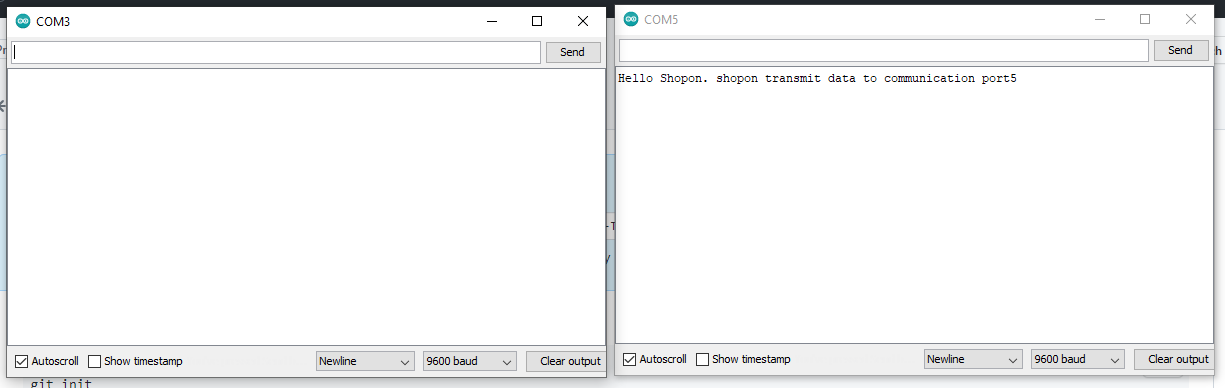 COM3
Send
Autoscroll
Show timestamp
Newline
9600 baud
Clear output
COM5
Send
Hello Shopon. shopon transmit data to communication port5
Autoscroll
Show timestamp
Newline
9600 baud
Clear output
git init